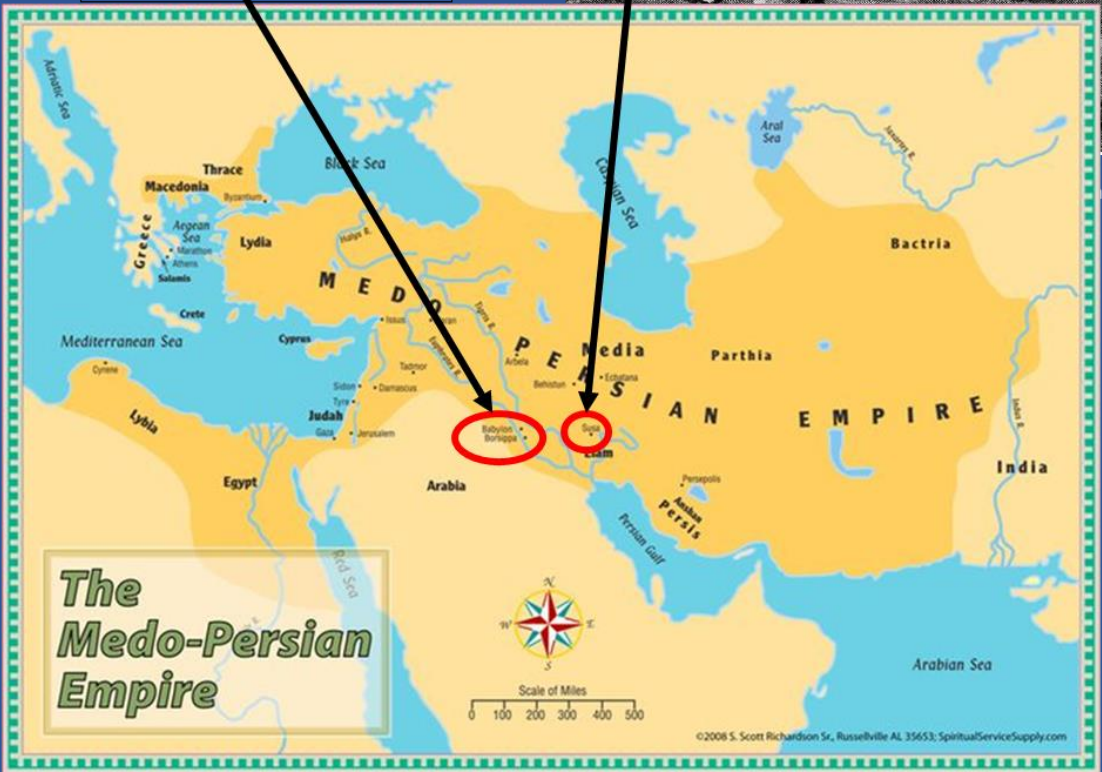 Adriatic Sea
Aral
Sea
Jaxartes R.
Black Sea
Caspian Sea
Thrace
Macedonia
Byzantium
Greece
Aegean
Sea
Marathon
Athens
Salamis
Lydia
Halys R.
Bactria
MEDO PERSIAN EMPIRE
Crete
Issus
Tigris R.
Mediterranean Sea
Cyprus
Euphrates R.
Arbela
Media
Parthia
Cyrene
Tadmor
Behistun
Ecbatana
Sidon
Damascus
Tyre
Lybia
Judah
Gaza
Jerusalem
Babylon
Borsippa
Susa
Elam
Indus R.
India
Egypt
Arabia
Persepolis
Anshan
Persis
Persian Gulf
Red Sea
The
Medo-Persian
Empire
N
W
E
S
Arabian Sea
Scale of Miles
0 100 200 300 400 500
©2008 S. Scott Richardson Sr., Russellville AL 35653; SpiritualServiceSupply.com